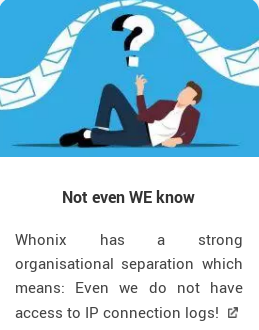 Not even WE know
Whonix has a strong
organisational separation which
means: Even we do not have
access to IP connection logs!